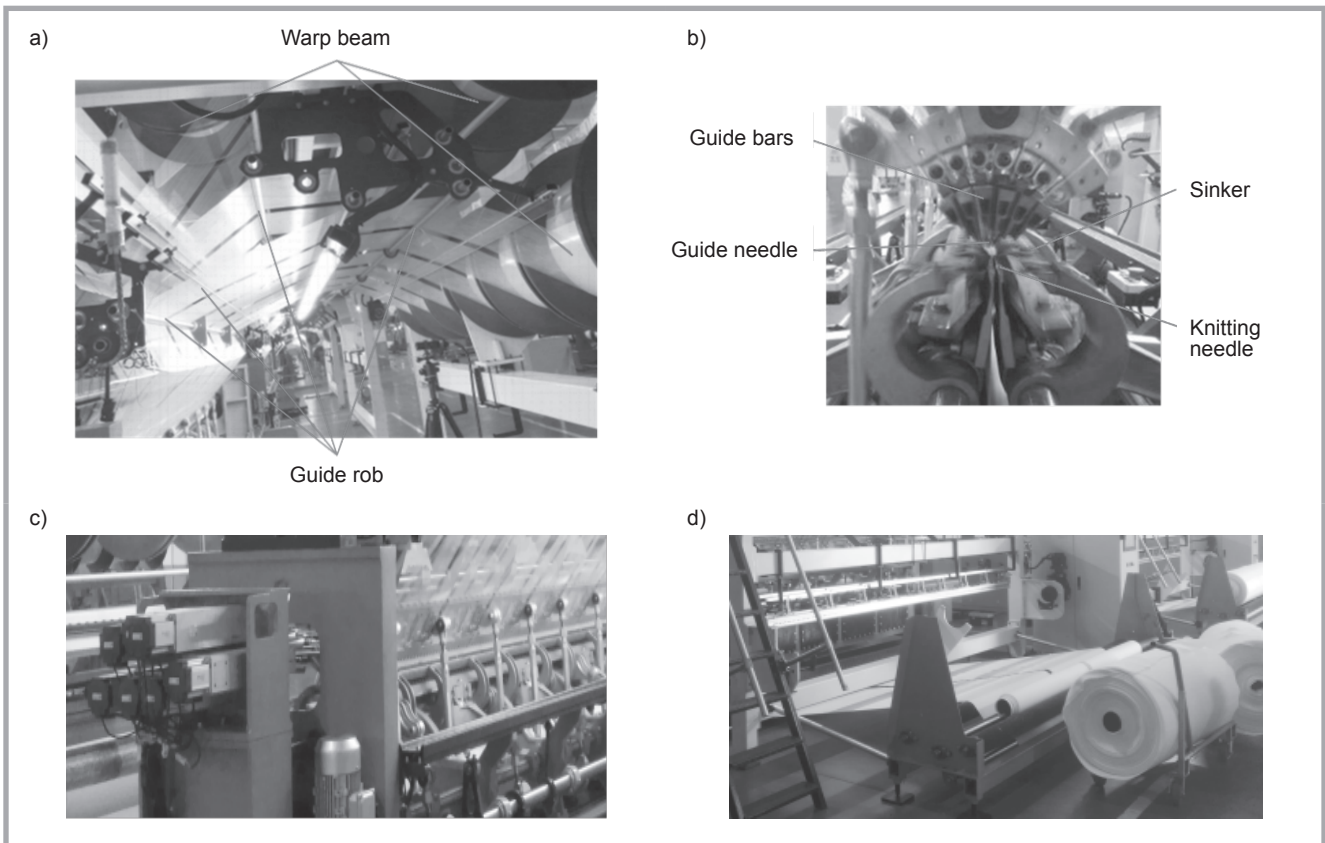 a)
Warp beam
Guide rob
b)
Guide bars
Guide needle
Sinker
Knitting
needle
c)
d)